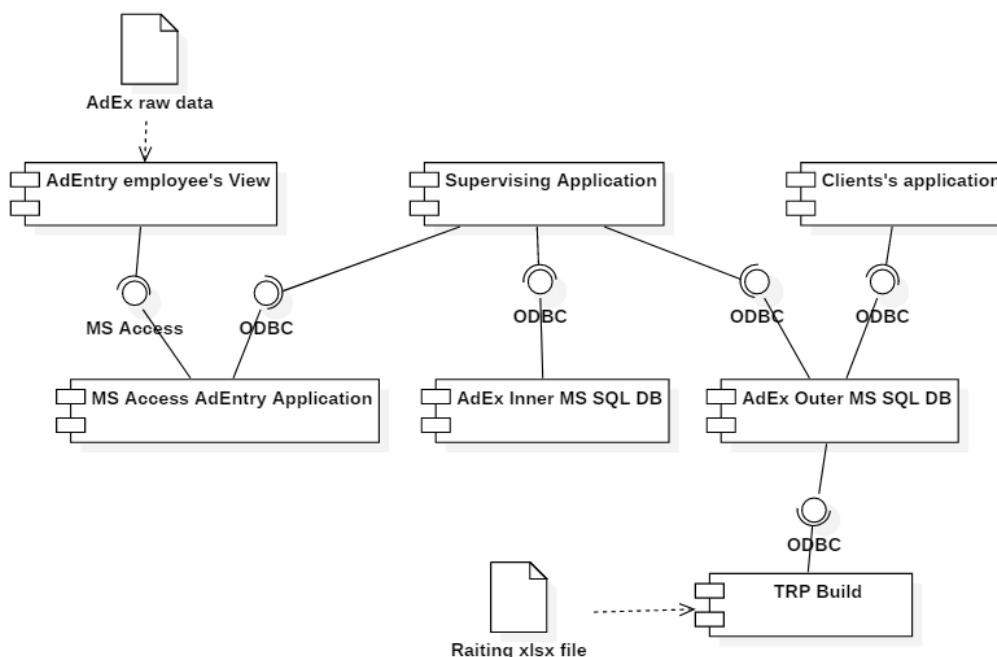 AdEx raw data
AdEntry employee's View
Supervising Application
Clients's application
MS Access
ODBC
ODBC
ODBC
ODBC
MS Access AdEntry Application
AdEx Inner MS SQL DB
AdEx Outer MS SQL DB
ODBC
TRP Build
Raiting xlsx file